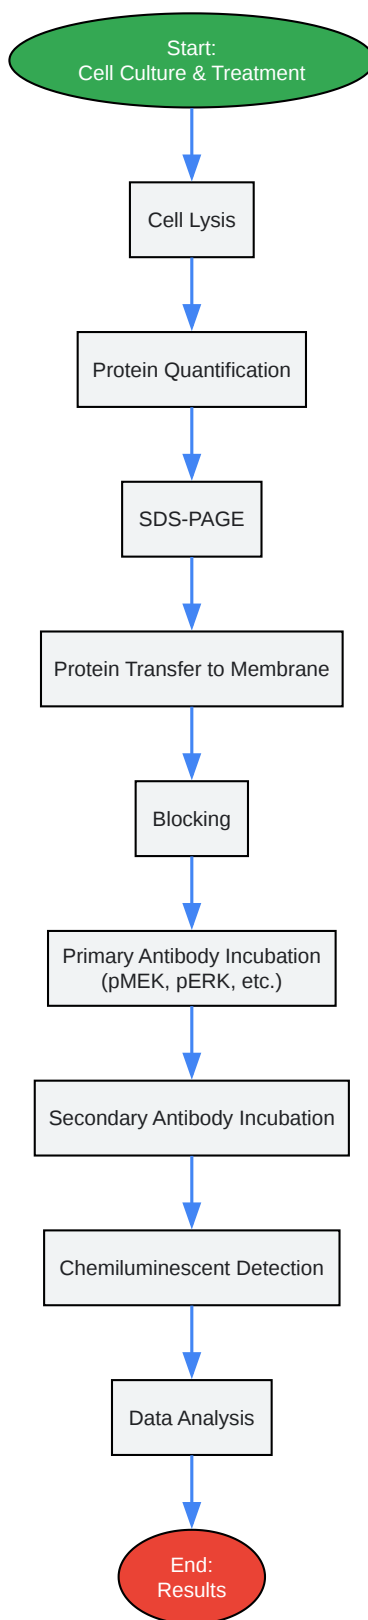 Start:
Cell Culture & Treatment
Cell Lysis
Protein Quantification
SDS-PAGE
Protein Transfer to Membrane
Blocking
Primary Antibody Incubation
(pMEK, pERK, etc.)
Secondary Antibody Incubation
Chemiluminescent Detection
Data Analysis
End:
Results